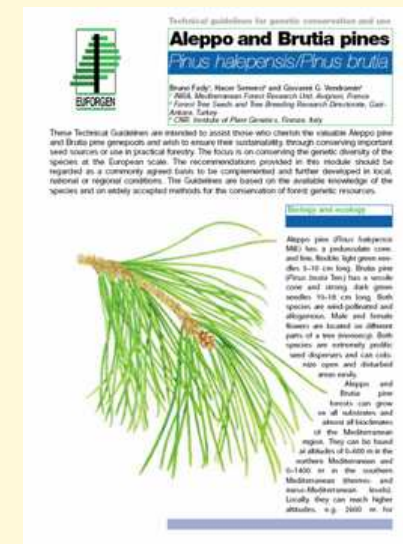 Technical guidelines for genetic conservation and use
Aleppo and Brutia pines
Pinus halepensis/Pinus brutia
EUFORGEN
Bruno Fady¹, Hacer Semerci² and Giovanni G. Vendramin³
¹ INRA, Mediterranean Forest Research Unit, Avignon, France
² Forest Tree Seeds and Tree Breeding Research Directorate, Gazi-
Ankara, Turkey
³ CNR, Institute of Plant Genetics, Firenze, Italy
These Technical Guidelines are intended to assist those who cherish the valuable Aleppo pine
and Brutia pine genepools and wish to ensure their sustainability through conserving important
seed sources or use in practical forestry. The focus is on conserving the genetic diversity of the
species at the European scale. The recommendations provided in this module should be
regarded as a commonly agreed basis to be complemented and further developed in local,
national or regional conditions. The Guidelines are based on the available knowledge of the
species and on widely accepted methods for the conservation of forest genetic resources.
Biology and ecology
Aleppo pine (Pinus halepensis
Mill.) has a pedunculate cone,
and fine, flexible, light green nee-
dles 5–10 cm long. Brutia pine
(Pinus brutia Ten.) has a sessile
cone and strong, dark green
needles 10–18 cm long. Both
species are wind-pollinated and
allogamous. Male and female
flowers are located on different
parts of a tree (monoecy). Both
species are extremely prolific
seed dispersers and can colo-
nize open and disturbed
areas easily.
Aleppo and
Brutia pine
forests can grow
on all substrates and
almost all bioclimates
of the Mediterranean
region. They can be found
at altitudes of 0–600 m in the
northern Mediterranean and
0–1400 m in the southern
Mediterranean (thermo- and
meso-Mediterranean levels).
Locally they can reach higher
altitudes, e.g. 2600 m for